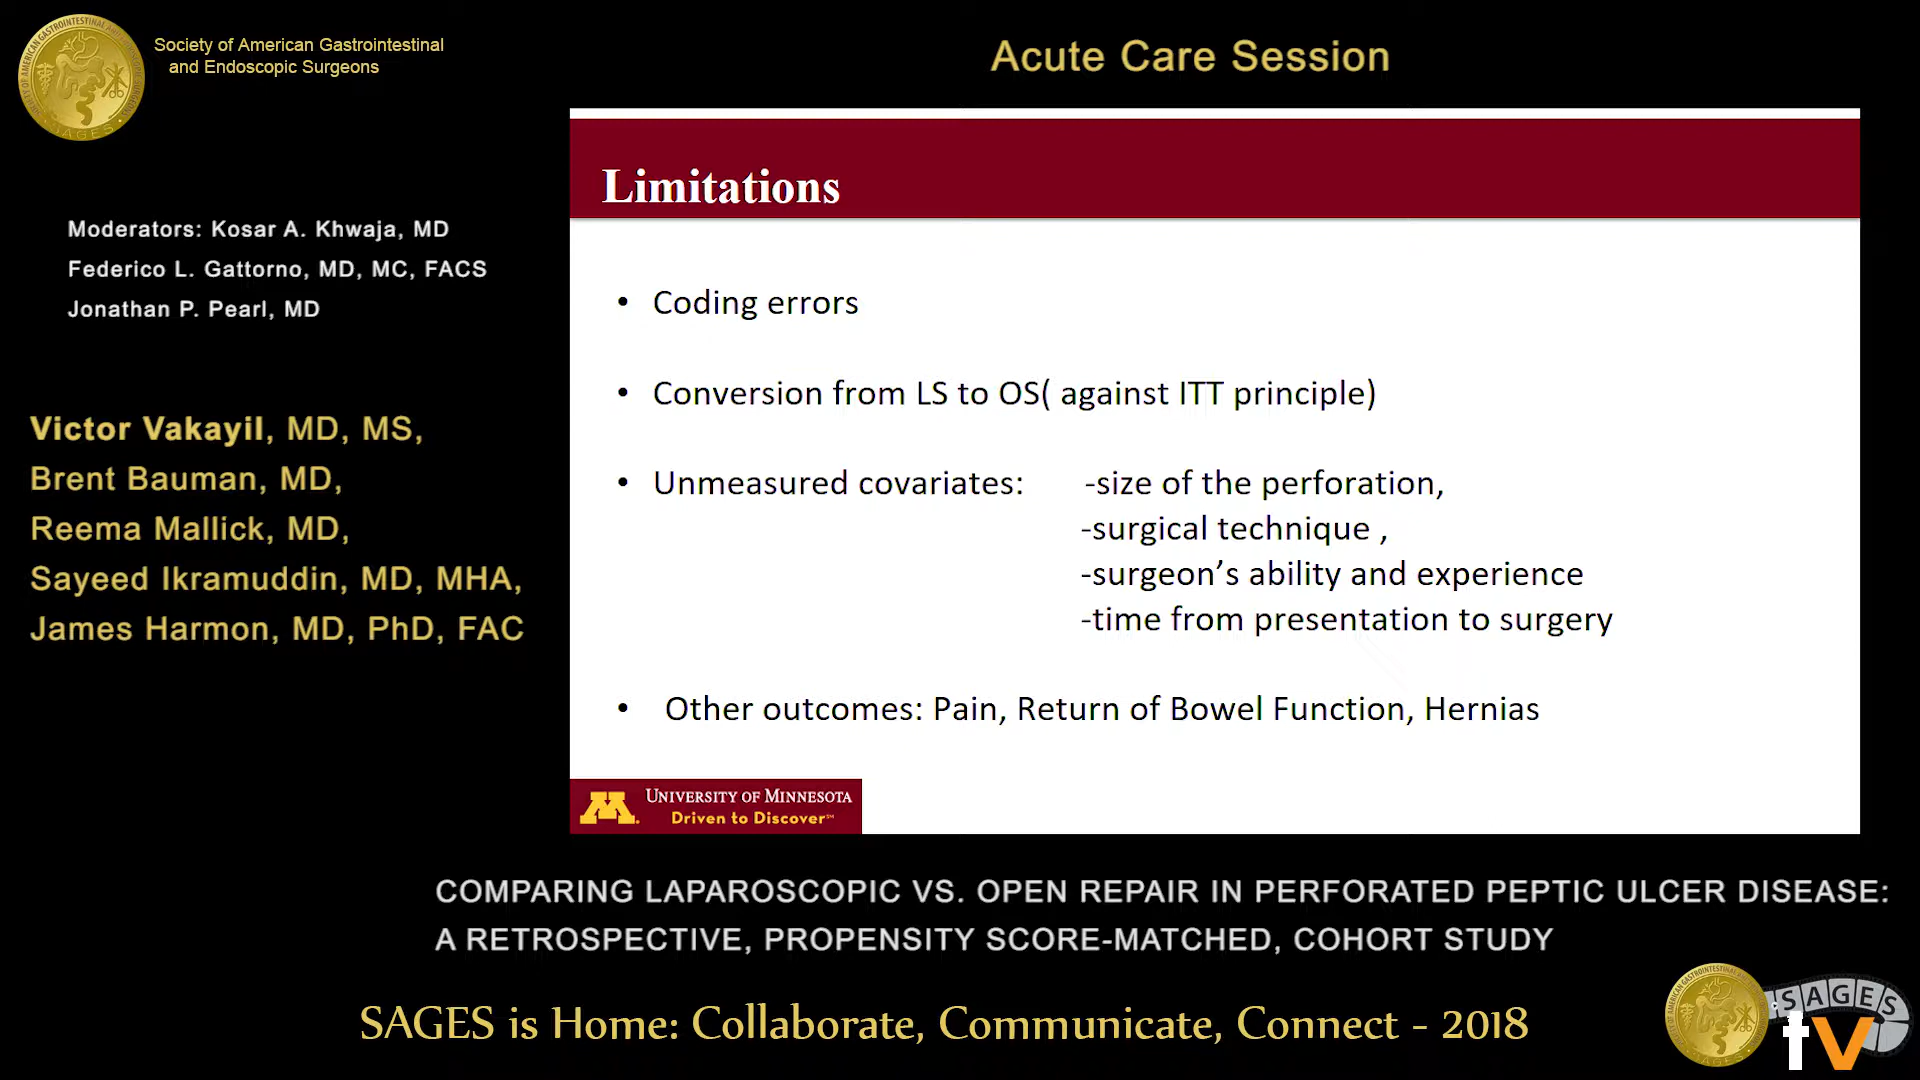 Society of American Gastrointestinal
and Endoscopic Surgeons
Acute Care Session
Moderators: Kosar A. Khwaja, MD
Federico L. Gattorno, MD, MC, FACS
Jonathan P. Pearl, MD
Victor Vakayil, MD, MS,
Brent Bauman, MD,
Reema Mallick, MD,
Sayeed Ikramuddin, MD, MHA,
James Harmon, MD, PhD, FAC
Limitations
• Coding errors
• Conversion from LS to OS( against ITT principle)
• Unmeasured covariates: -size of the perforation,
-surgical technique ,
-surgeon’s ability and experience
-time from presentation to surgery
• Other outcomes: Pain, Return of Bowel Function, Hernias
University of Minnesota
Driven to Discover℠
COMPARING LAPAROSCOPIC VS. OPEN REPAIR IN PERFORATED PEPTIC ULCER DISEASE:
A RETROSPECTIVE, PROPENSITY SCORE-MATCHED, COHORT STUDY
SAGES is Home: Collaborate, Communicate, Connect - 2018
SAGES
tv